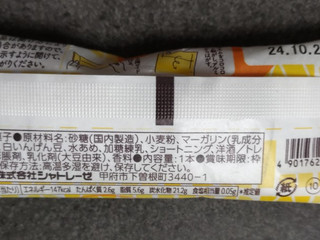 24.10.2
子●原材料名:砂糖(国内製造)、小麦粉、マーガリン(乳成分
白いんげん豆、水あめ、加糖練乳、ショートニング、洋酒/トレ
膨脹剤、乳化剤(大豆由来)、香料●内容量:1本●賞味期限:枠
保存方法:高温多湿を避け、保存してください。
株式会社シャトレーゼ 甲府市下曽根町3440-1
エネルギー147kcal たんぱく質2.6g 脂質5.6g 炭水化物21.2g 食塩相当量0.05g
4901762
紙
10